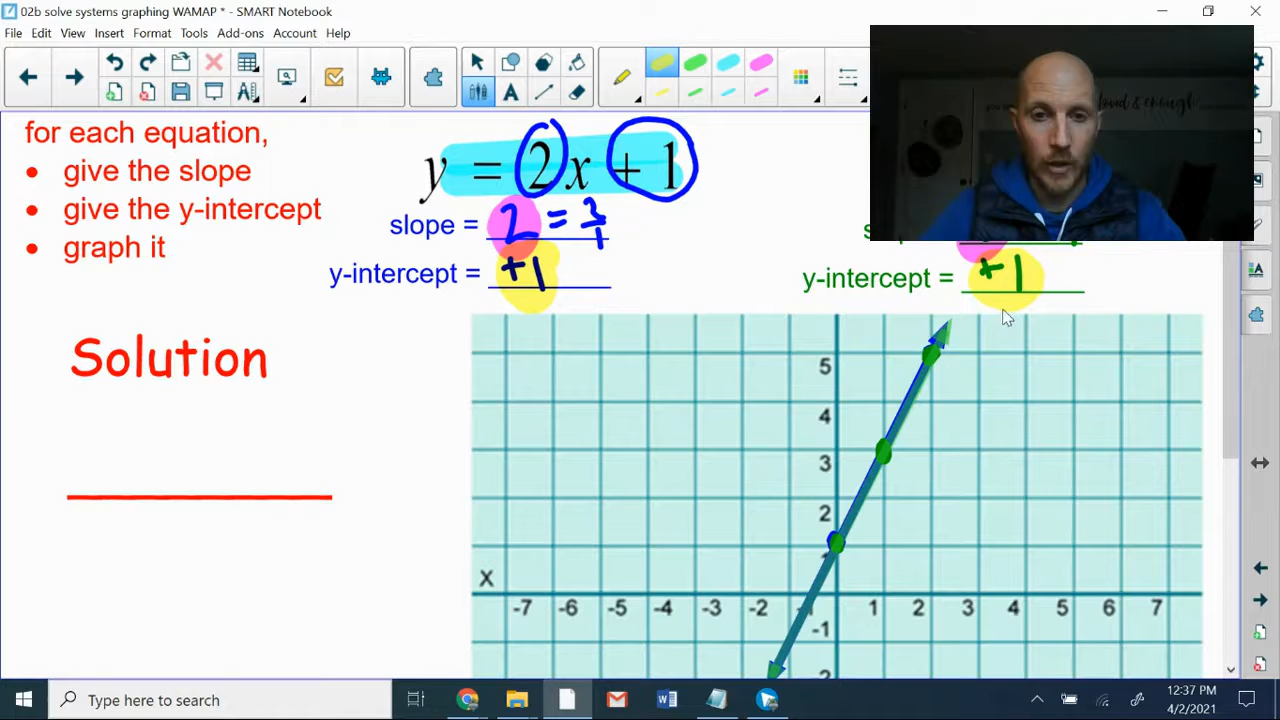 02b solve systems graphing WAMAP * - SMART Notebook
File Edit View Insert Format Tools Add-ons Account Help
for each equation,
• give the slope
• give the y-intercept
• graph it
y = 2x + 1
slope = 2 = 2/1
y-intercept = +1
y-intercept = +1
Solution
5
4
3
2
X
-7 -6 -5 -4 -3 -2 -1 1 2 3 4 5 6 7
-1
Type here to search
12:37 PM
4/2/2021